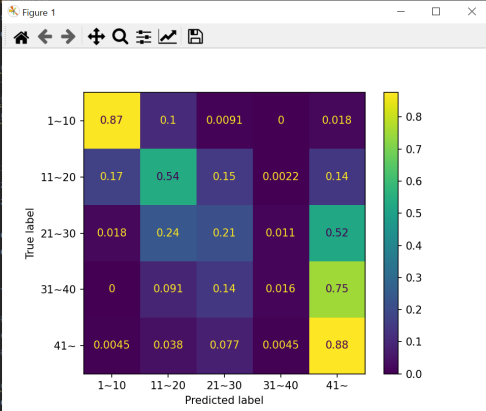 Figure 1
1~10 0.87 0.1 0.0091 0 0.018
11~20 0.17 0.54 0.15 0.0022 0.14
21~30 0.018 0.24 0.21 0.011 0.52
31~40 0 0.091 0.14 0.016 0.75
41~ 0.0045 0.038 0.077 0.0045 0.88
1~10 11~20 21~30 31~40 41~
Predicted label
True label
0.8
0.7
0.6
0.5
0.4
0.3
0.2
0.1
0.0